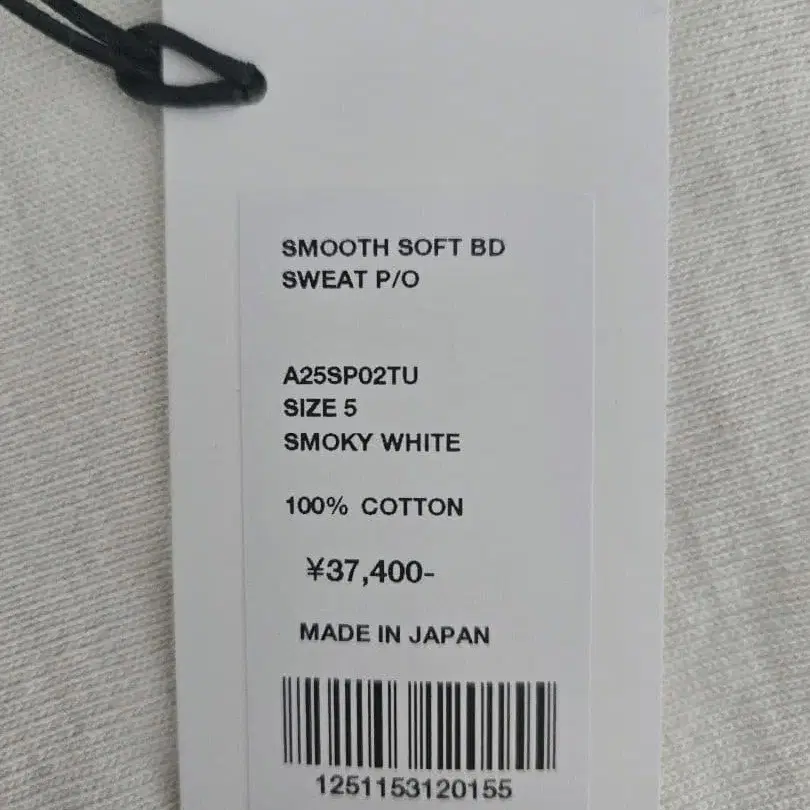 SMOOTH SOFT BD
SWEAT P/O
A25SP02TU
SIZE 5
SMOKY WHITE
100% COTTON
¥37,400-
MADE IN JAPAN
1251153120155